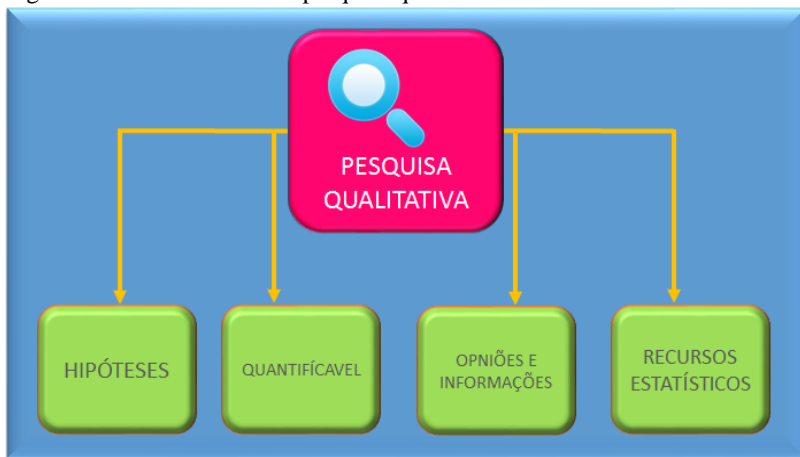 PESQUISA
QUALITATIVA
HIPÓTESES
QUANTIFÍCAVEL
OPNIÕES E
INFORMAÇÕES
RECURSOS
ESTATÍSTICOS